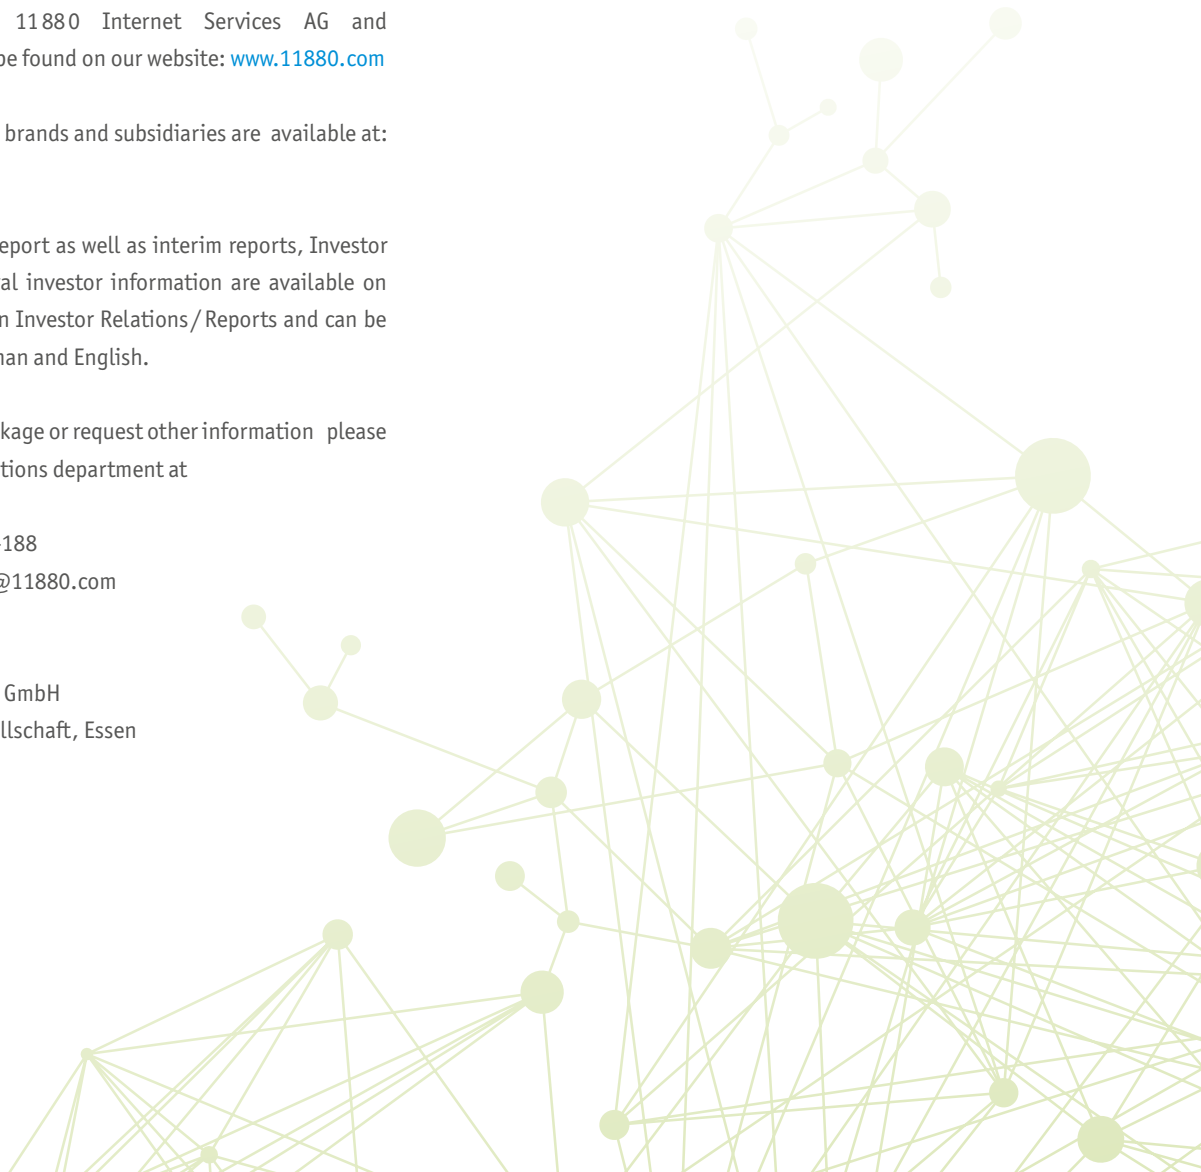 11880 Internet Services AG and
be found on our website: www.11880.com
brands and subsidiaries are available at:
eport as well as interim reports, Investor
al investor information are available on
n Investor Relations / Reports and can be
man and English.
kage or request other information please
tions department at
-188
@11880.com
GmbH
llschaft, Essen